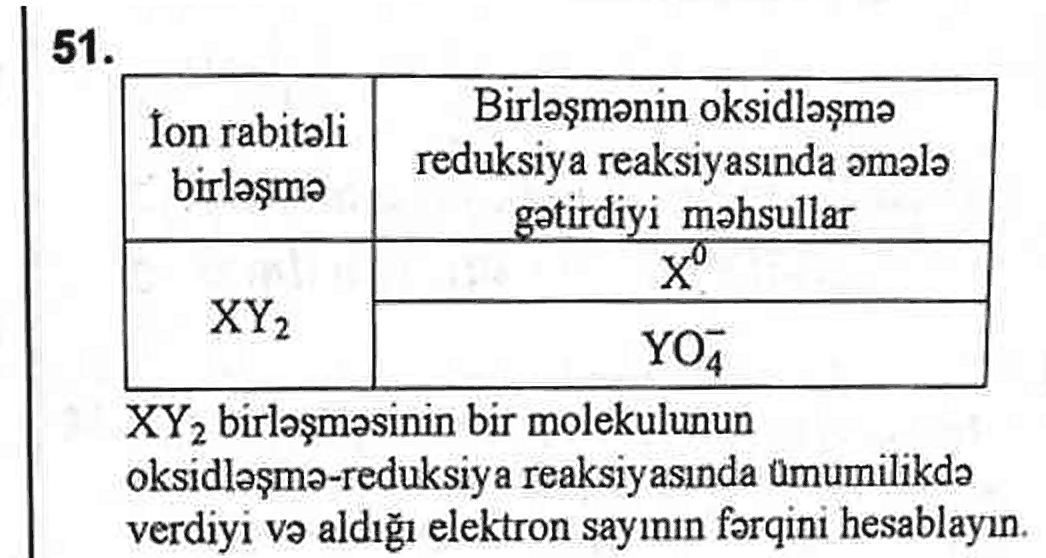 51.
İon rabitəli
birləşmə
Birləşmənin oksidləşmə
reduksiya reaksiyasında əmələ
gətirdiyi məhsullar
XY₂
X⁰
YO₄⁻
XY₂ birləşməsinin bir molekulunun
oksidləşmə-reduksiya reaksiyasında ümumilikdə
verdiyi və aldığı elektron sayının fərqini hesablayın.